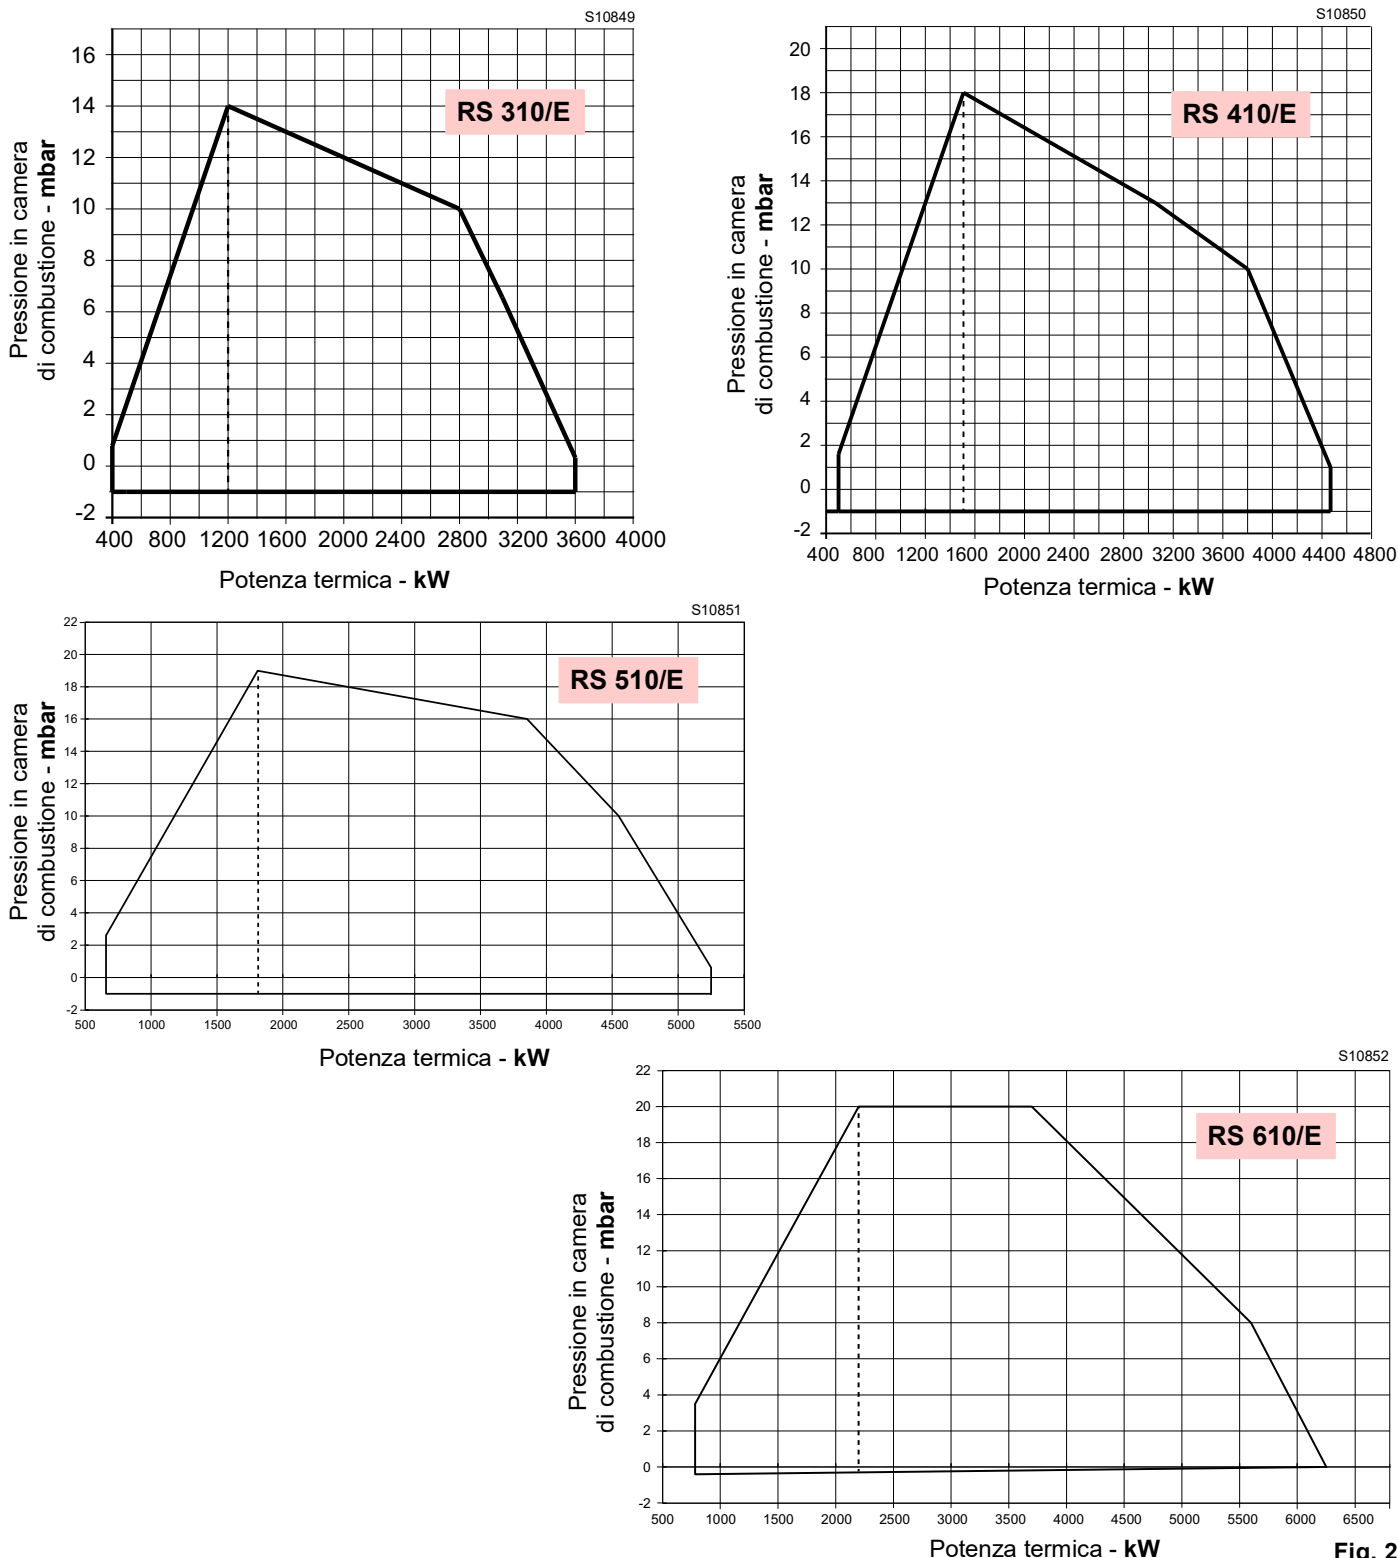 S10849
16
14
12
10
8
6
4
2
0
-2
400 800 1200 1600 2000 2400 2800 3200 3600 4000
Pressione in camera
di combustione - mbar
RS 310/E
Potenza termica - kW
S10850
20
18
16
14
12
10
8
6
4
2
0
-2
400 800 1200 1600 2000 2400 2800 3200 3600 4000 4400 4800
Pressione in camera
di combustione - mbar
RS 410/E
Potenza termica - kW
S10851
22
20
18
16
14
12
10
8
6
4
2
0
-2
500 1000 1500 2000 2500 3000 3500 4000 4500 5000 5500
Pressione in camera
di combustione - mbar
RS 510/E
Potenza termica - kW
S10852
22
20
18
16
14
12
10
8
6
4
2
0
-2
500 1000 1500 2000 2500 3000 3500 4000 4500 5000 5500 6000 6500
Pressione in camera
di combustione - mbar
RS 610/E
Potenza termica - kW
Fig. 2